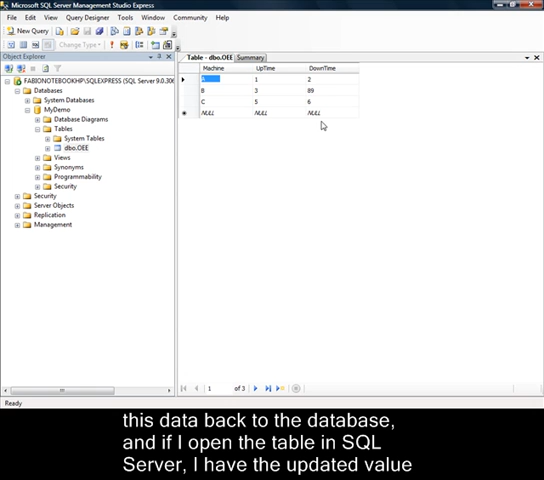 Microsoft SQL Server Management Studio Express
File Edit View Query Designer Tools Window Community Help
New Query
Change Type
Object Explorer
Table - dbo.OEE Summary
FABIONOTEBOOKHP\SQLEXPRESS (SQL Server 9.0.306
Databases
System Databases
MyDemo
Database Diagrams
Tables
System Tables
dbo.OEE
Views
Synonyms
Programmability
Security
Security
Server Objects
Replication
Management
Machine UpTime DownTime
A 1 2
B 3 89
C 5 6
NULL NULL NULL
1 of 3
Ready
this data back to the database,
and if I open the table in SQL
Server, I have the updated value